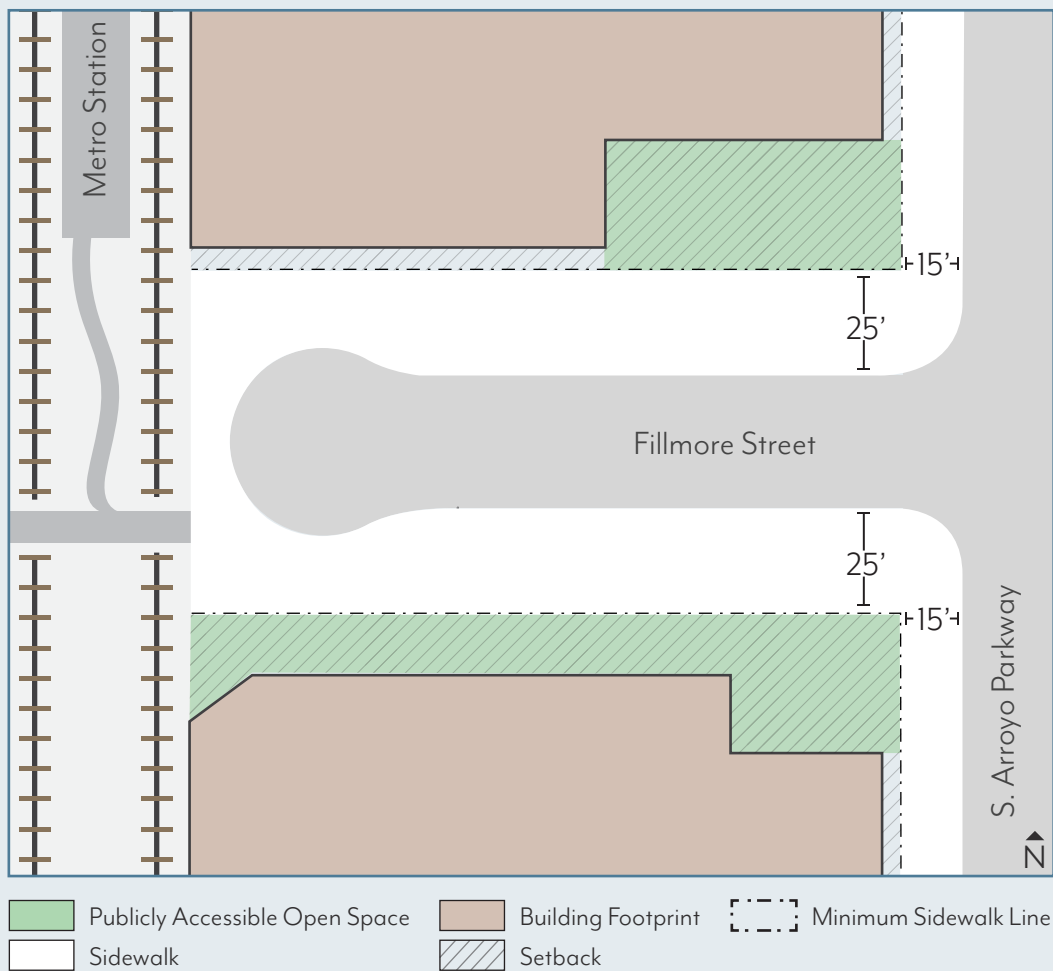 Metro Station
15’
25’
Fillmore Street
25’
15’
S. Arroyo Parkway
N
Publicly Accessible Open Space
Building Footprint
Minimum Sidewalk Line
Sidewalk
Setback